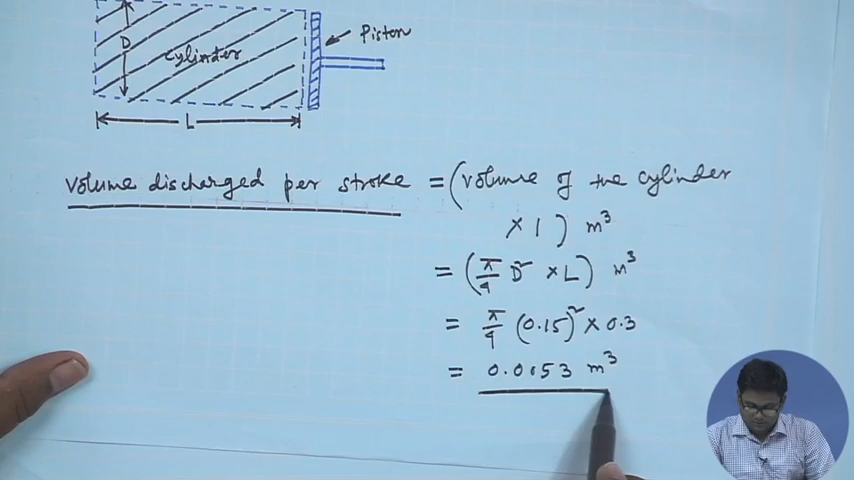 D
cylinder
Piston
L
volume discharged per stroke = (volume of the cylinder
× 1) m³
= (π/4 D² × L) m³
= π/4 (0.15)² × 0.3
= 0.0053 m³